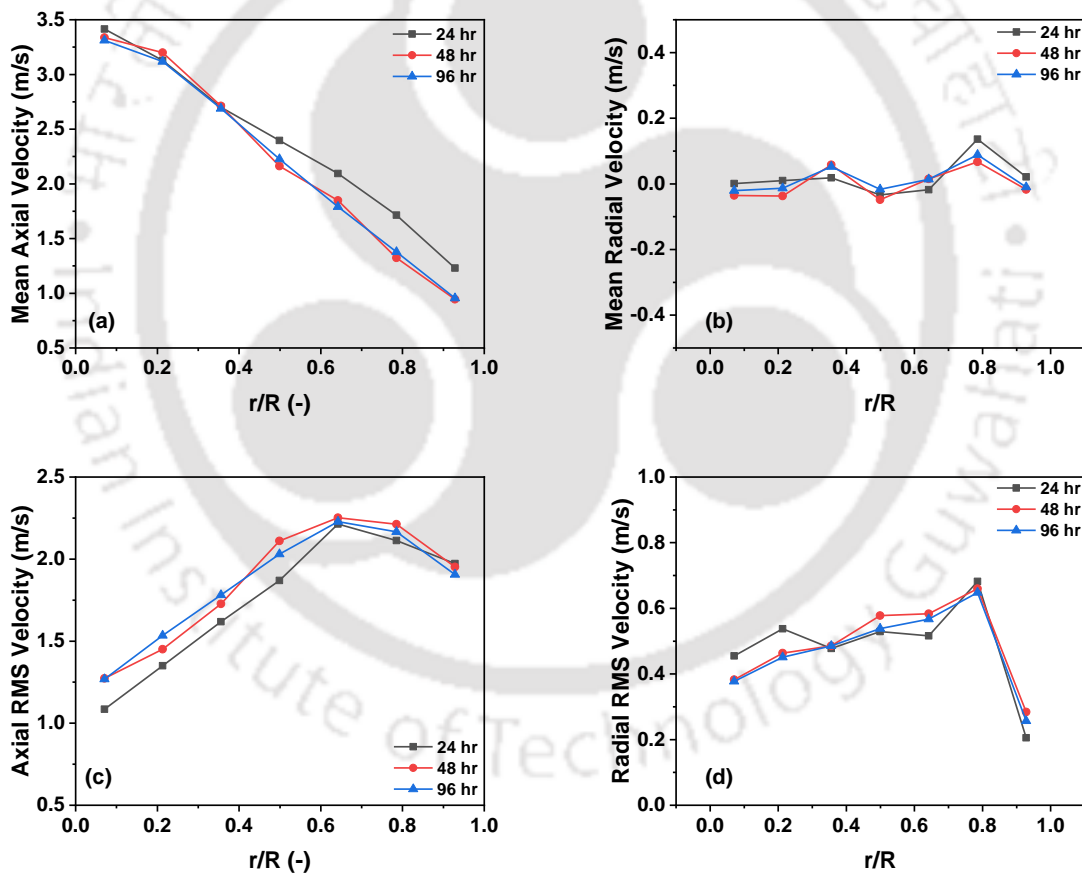 3.5
3.0
2.5
2.0
1.5
1.0
0.5
Mean Axial Velocity (m/s)
24 hr
48 hr
96 hr
(a)
0.0 0.2 0.4 0.6 0.8 1.0
r/R (-)
0.4
0.2
0.0
-0.2
-0.4
Mean Radial Velocity (m/s)
24 hr
48 hr
96 hr
(b)
0.0 0.2 0.4 0.6 0.8 1.0
r/R
2.5
2.0
1.5
1.0
0.5
Axial RMS Velocity (m/s)
24 hr
48 hr
96 hr
(c)
0.0 0.2 0.4 0.6 0.8 1.0
r/R (-)
1.0
0.8
0.6
0.4
0.2
0.0
Radial RMS Velocity (m/s)
24 hr
48 hr
96 hr
(d)
0.0 0.2 0.4 0.6 0.8 1.0
r/R
Indian Institute of Technology Guwahati